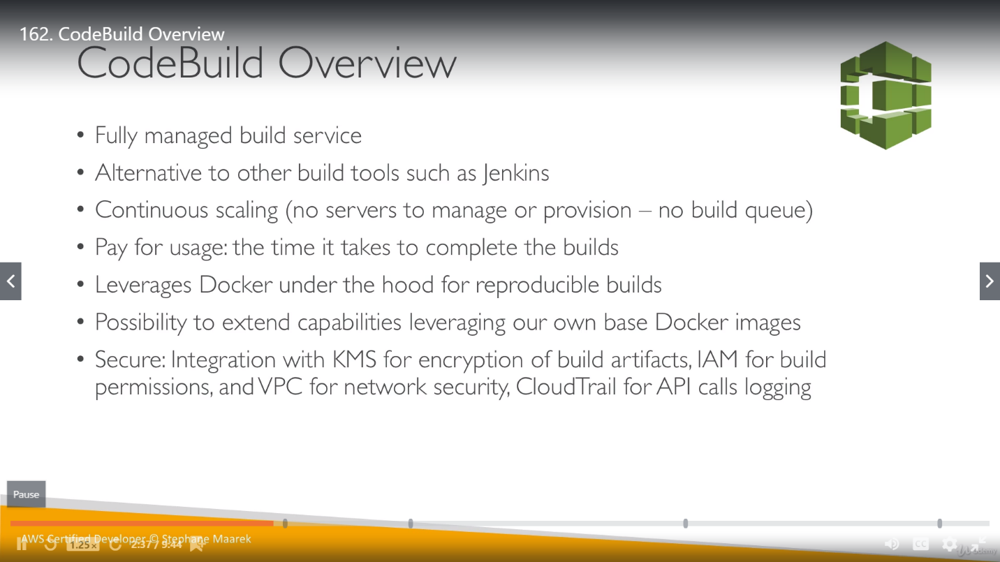 162. CodeBuild Overview
CodeBuild Overview
• Fully managed build service
• Alternative to other build tools such as Jenkins
• Continuous scaling (no servers to manage or provision – no build queue)
• Pay for usage: the time it takes to complete the builds
• Leverages Docker under the hood for reproducible builds
• Possibility to extend capabilities leveraging our own base Docker images
• Secure: Integration with KMS for encryption of build artifacts, IAM for build
permissions, and VPC for network security, CloudTrail for API calls logging
Pause
AWS Certified Developer © Stephane Maarek
1.25x 2:37 / 9:44
CC
Udemy